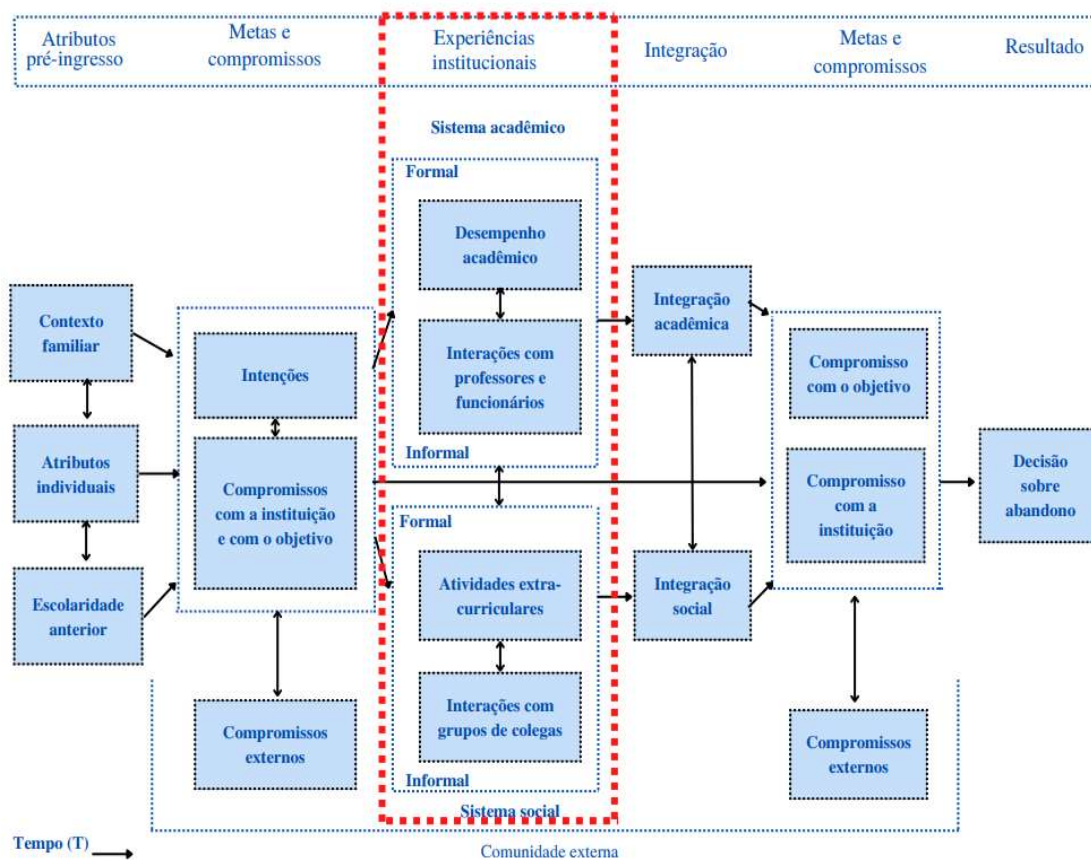 Atributos
pré-ingresso
Metas e
compromissos
Experiências
institucionais
Integração
Metas e
compromissos
Resultado
Contexto
familiar
Atributos
individuais
Escolaridade
anterior
Intenções
Compromissos
com a instituição
e com o objetivo
Compromissos
externos
Sistema acadêmico
Formal
Desempenho
acadêmico
Interações com
professores e
funcionários
Informal
Formal
Atividades extra-
curriculares
Interações com
grupos de colegas
Informal
Sistema social
Integração
acadêmica
Integração
social
Compromisso
com o objetivo
Compromisso
com a
instituição
Compromissos
externos
Decisão
sobre
abandono
Tempo (T)
Comunidade externa